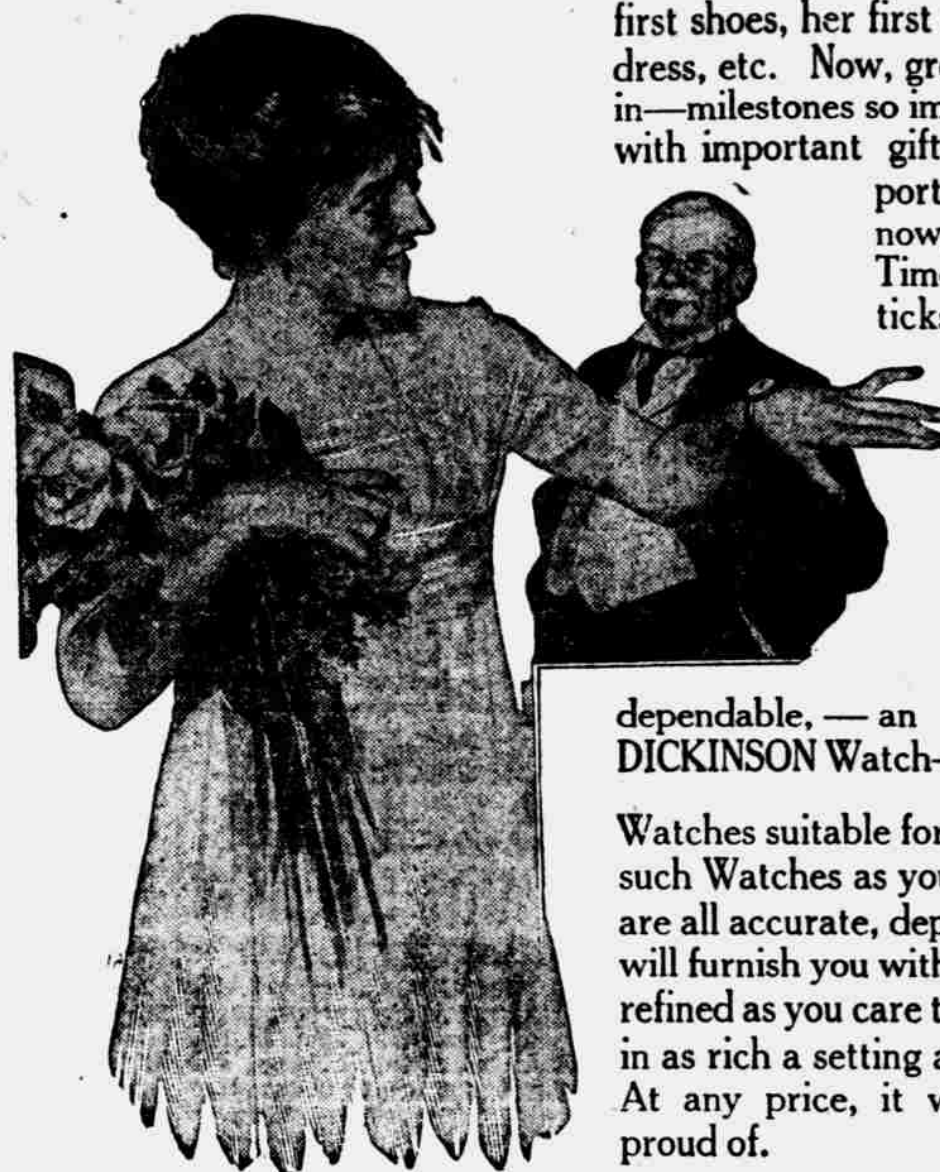 first shoes, her first
dress, etc. Now, gr
in—milestones so im
with important gift
port
now
Tim
tick
dependable, — an
DICKINSON Watch-
Watches suitable for
such Watches as you
are all accurate, dep
will furnish you with
refined as you care t
in as rich a setting a
At any price, it w
proud of.